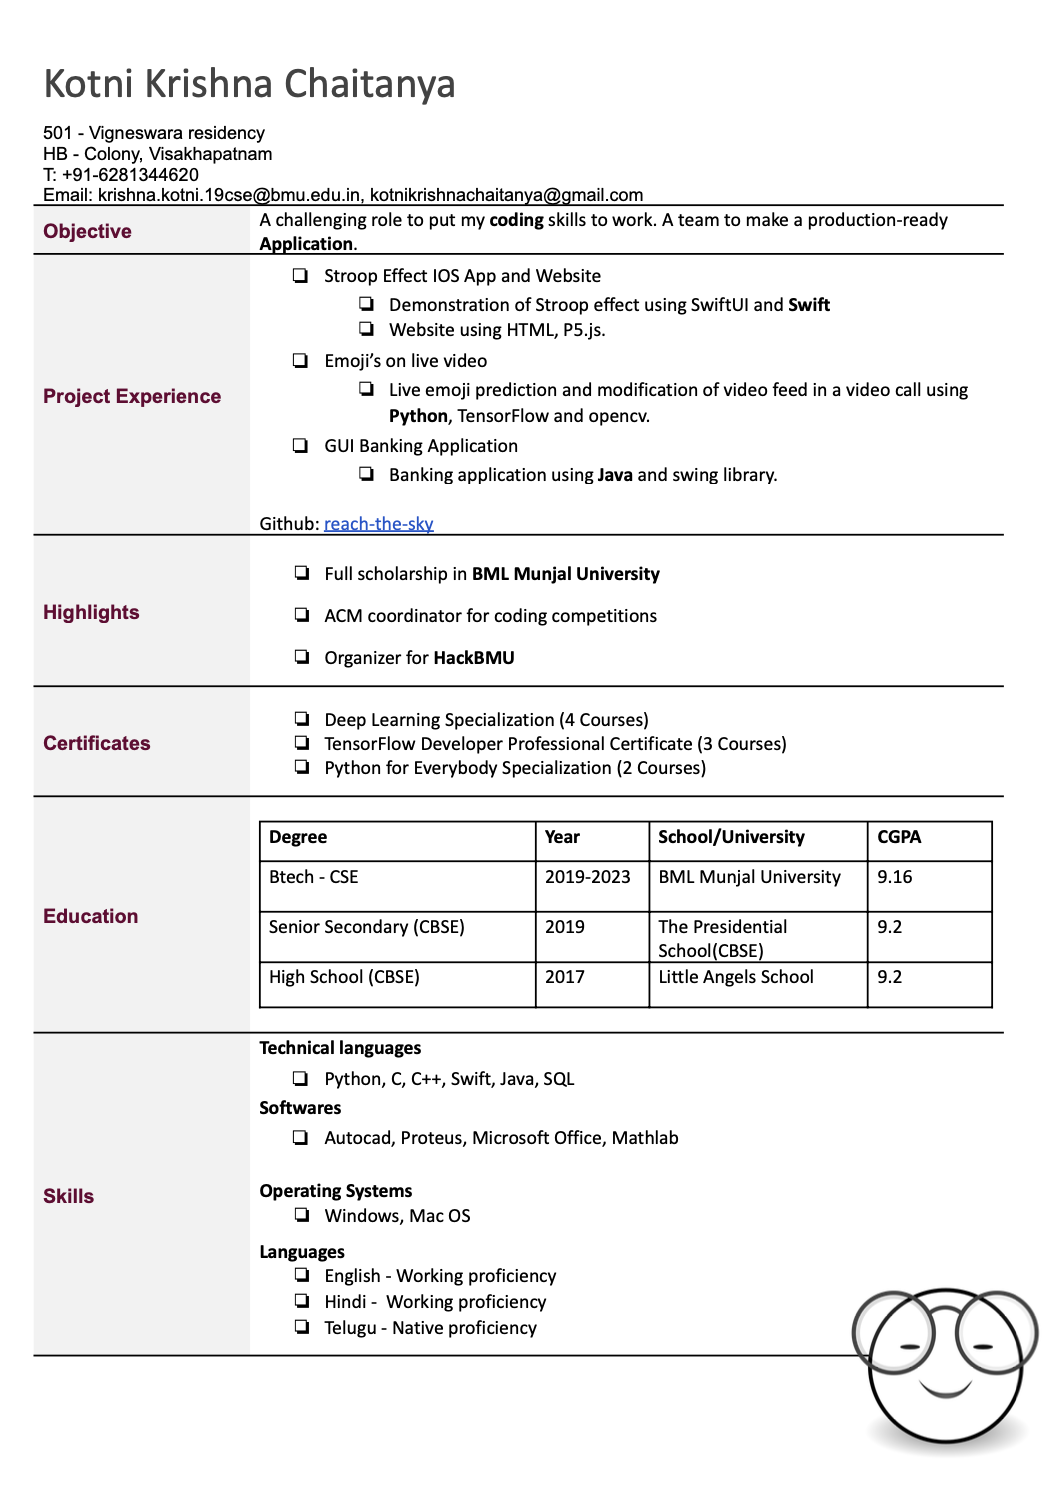 Kotni Krishna Chaitanya
501 - Vigneswara residency
HB - Colony, Visakhapatnam
T: +91-6281344620
Email: krishna.kotni.19cse@bmu.edu.in, kotnikrishnachaitanya@gmail.com
Objective
A challenging role to put my coding skills to work. A team to make a production-ready
Application.
Project Experience
❏ Stroop Effect IOS App and Website
❏ Demonstration of Stroop effect using SwiftUI and Swift
❏ Website using HTML, P5.js.
❏ Emoji’s on live video
❏ Live emoji prediction and modification of video feed in a video call using
Python, TensorFlow and opencv.
❏ GUI Banking Application
❏ Banking application using Java and swing library.
Github: reach-the-sky
Highlights
❏ Full scholarship in BML Munjal University
❏ ACM coordinator for coding competitions
❏ Organizer for HackBMU
Certificates
❏ Deep Learning Specialization (4 Courses)
❏ TensorFlow Developer Professional Certificate (3 Courses)
❏ Python for Everybody Specialization (2 Courses)
Education
Degree Year School/University CGPA
Btech - CSE 2019-2023 BML Munjal University 9.16
Senior Secondary (CBSE) 2019 The Presidential 9.2
School(CBSE)
High School (CBSE) 2017 Little Angels School 9.2
Skills
Technical languages
❏ Python, C, C++, Swift, Java, SQL
Softwares
❏ Autocad, Proteus, Microsoft Office, Mathlab
Operating Systems
❏ Windows, Mac OS
Languages
❏ English - Working proficiency
❏ Hindi - Working proficiency
❏ Telugu - Native proficiency